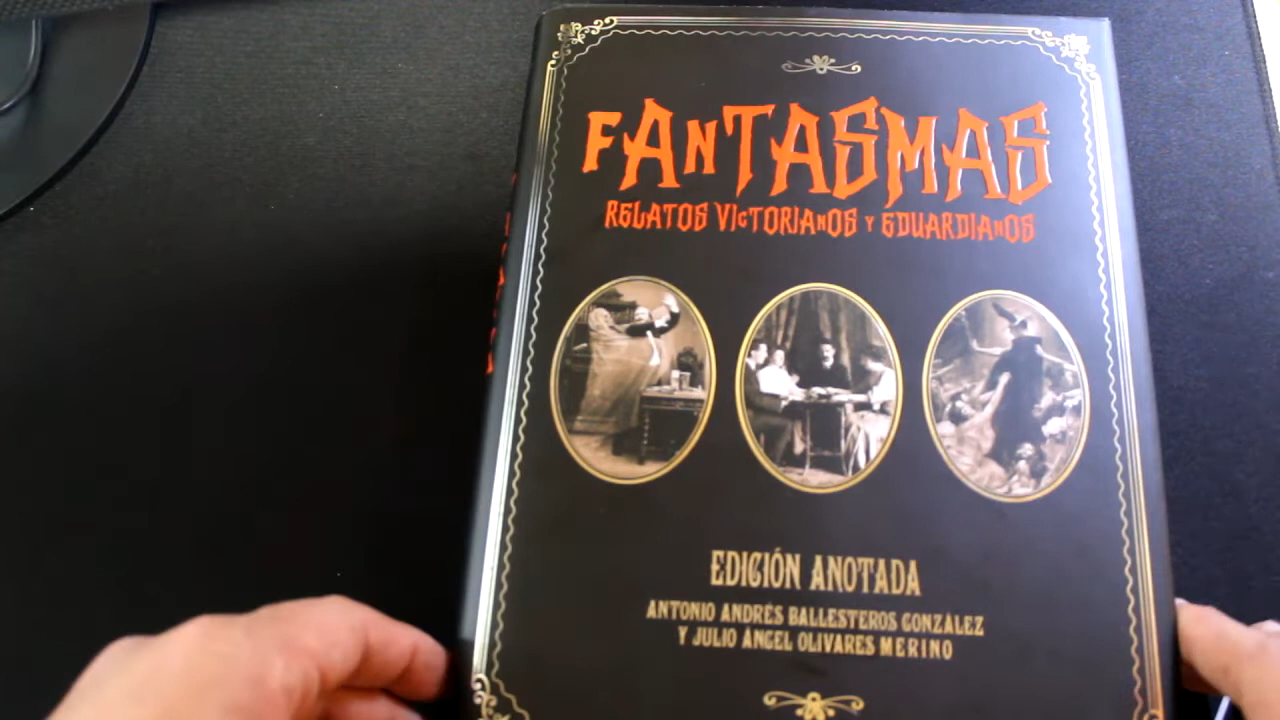 FANTASMAS
RELATOS VICTORIANOS Y EDUARDIANOS
EDICIÓN ANOTADA
ANTONIO ANDRÉS BALLESTEROS GONZÁLEZ
Y JULIO ÁNGEL OLIVARES MERINO